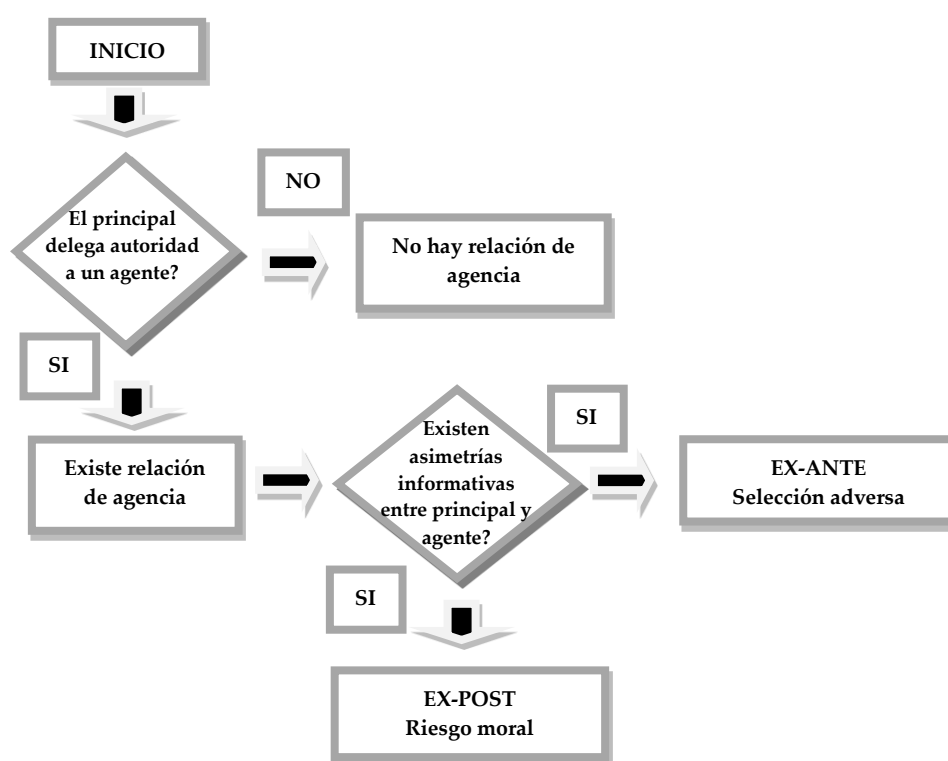 INICIO
NO
El principal
delega autoridad
a un agente?
No hay relación de
agencia
SI
Existe relación
de agencia
Existen
asimetrías
informativas
entre principal y
agente?
SI
EX-ANTE
Selección adversa
SI
EX-POST
Riesgo moral